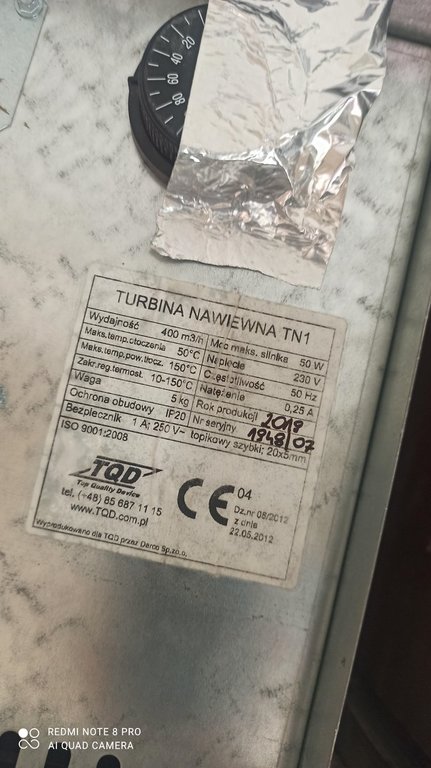 20
40
60
80
TURBINA NAWIEWNA TN1
Wydajność 400 m3/h Moc maks. silnika 50 W
Maks.temp.otoczenia 50°C Napięcie 230 V
Maks.temp.pow.tłocz. 150°C Częstotliwość 50 Hz
Zakr.reg.termost. 10-150°C Natężenie 0,25 A
Waga 5 kg Rok produkcji 2019
Ochrona obudowy IP20 Nr seryjny 1948/07
Bezpiecznik 1 A; 250 V~ topikowy szybki; 20x5mm
ISO 9001:2008
TQD
Top Quality Device
tel. (+48) 85 687 11 15
www.TQD.com.pl
CE 04
Dz.nr 08/2012
z dnia
22.05.2012
Wyprodukowano dla TQD przez Darco Sp.zo.o.
REDMI NOTE 8 PRO
AI QUAD CAMERA